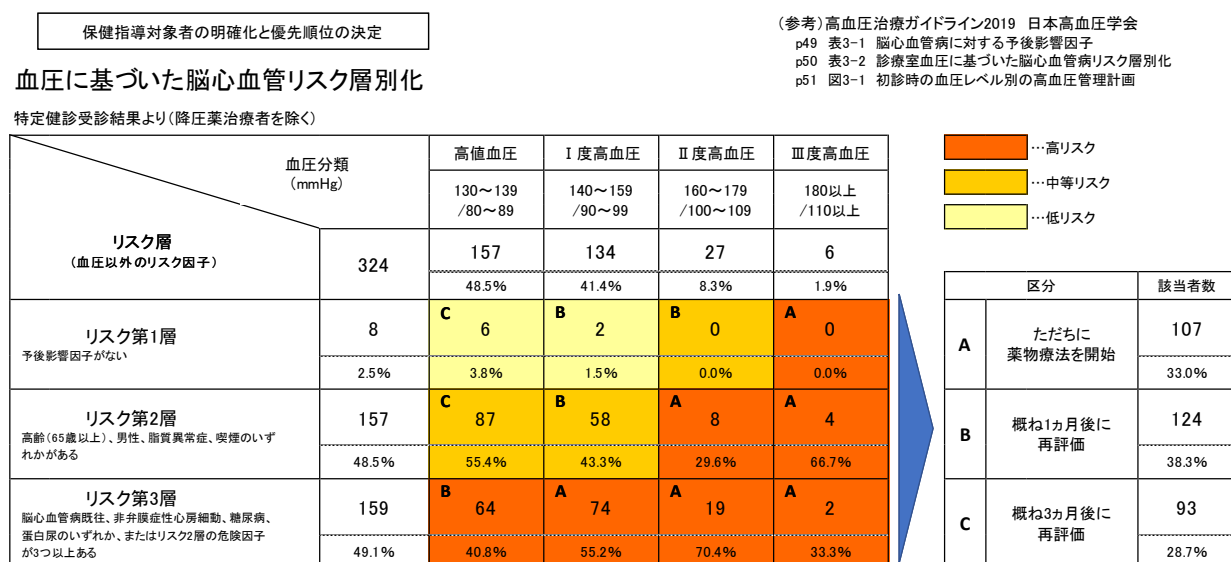 保健指導対象者の明確化と優先順位の決定
(参考)高血圧治療ガイドライン2019 日本高血圧学会
p49 表3-1 脳心血管病に対する予後影響因子
p50 表3-2 診療室血圧に基づいた脳心血管病リスク層別化
p51 図3-1 初診時の血圧レベル別の高血圧管理計画
血圧に基づいた脳心血管リスク層別化
特定健診受診結果より(降圧薬治療者を除く)
血圧分類
(mmHg)
リスク層
(血圧以外のリスク因子)
高値血圧 Ⅰ度高血圧 Ⅱ度高血圧 Ⅲ度高血圧
130~139 140~159 160~179 180以上
/80~89 /90~99 /100~109 /110以上
324 157 134 27 6
48.5% 41.4% 8.3% 1.9%
リスク第1層
予後影響因子がない
8 C 6 B 2 B 0 A 0
2.5% 3.8% 1.5% 0.0% 0.0%
リスク第2層
高齢(65歳以上)、男性、脂質異常症、喫煙のいず
れかがある
157 C 87 B 58 A 8 A 4
48.5% 55.4% 43.3% 29.6% 66.7%
リスク第3層
脳心血管病既往、非弁膜症性心房細動、糖尿病、
蛋白尿のいずれか、またはリスク2層の危険因子
が3つ以上ある
159 B 64 A 74 A 19 A 2
49.1% 40.8% 55.2% 70.4% 33.3%
…高リスク
…中等リスク
…低リスク
区分 該当者数
A ただちに
薬物療法を開始
107
33.0%
B 概ね1ヵ月後に
再評価
124
38.3%
C 概ね3ヵ月後に
再評価
93
28.7%